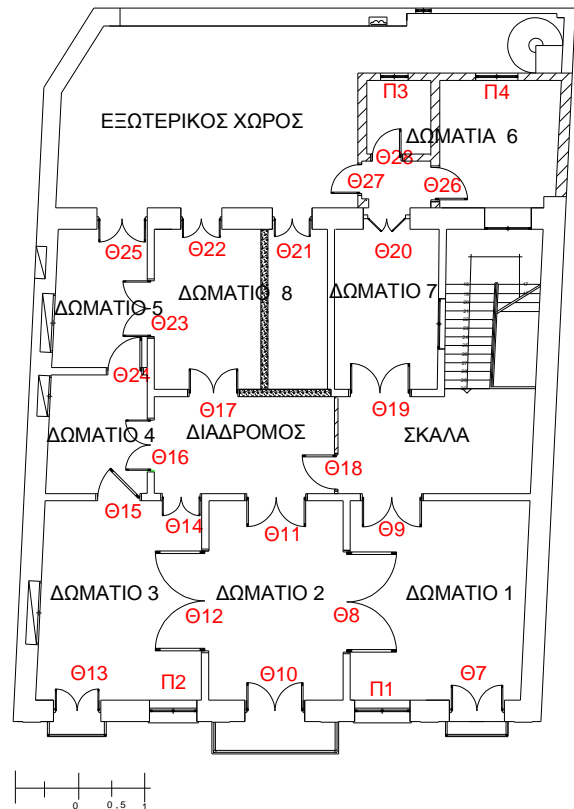 Π3
Π4
ΕΞΩΤΕΡΙΚΟΣ ΧΩΡΟΣ
ΔΩΜΑΤΙΑ 6
Θ28
Θ27
Θ26
Θ25
Θ22
Θ21
Θ20
ΔΩΜΑΤΙΟ 5
ΔΩΜΑΤΙΟ 8
ΔΩΜΑΤΙΟ 7
Θ23
Θ24
Θ17
Θ19
ΔΩΜΑΤΙΟ 4
ΔΙΑΔΡΟΜΟΣ
ΣΚΑΛΑ
Θ16
Θ18
Θ15
Θ14
Θ11
Θ9
ΔΩΜΑΤΙΟ 3
ΔΩΜΑΤΙΟ 2
ΔΩΜΑΤΙΟ 1
Θ12
Θ8
Θ13
Π2
Θ10
Π1
Θ7
0 0,5 1